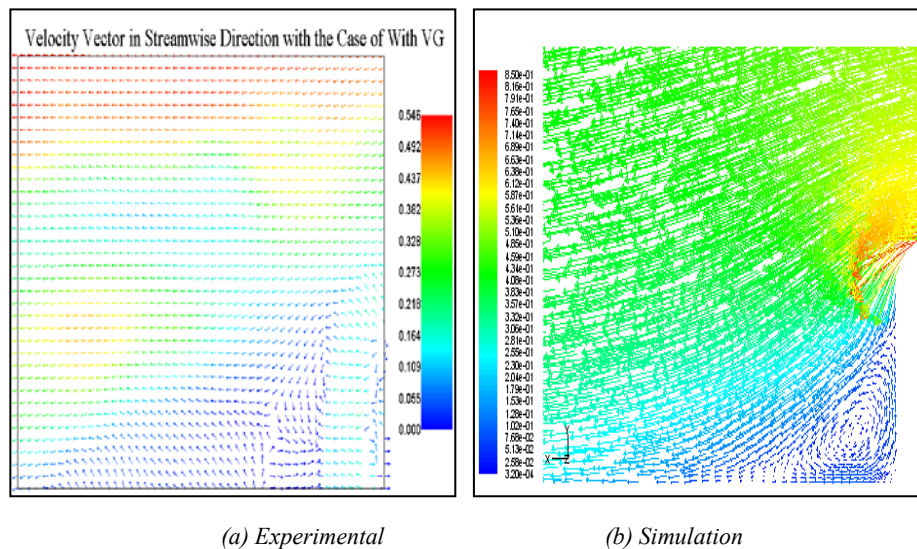 Velocity Vector in Streamwise Direction with the Case of With VG
0.546
0.492
0.437
0.382
0.328
0.273
0.218
0.164
0.109
0.055
0.000
8.50e-01
8.16e-01
7.91e-01
7.65e-01
7.40e-01
7.14e-01
6.89e-01
6.63e-01
6.38e-01
6.12e-01
5.87e-01
5.61e-01
5.36e-01
5.10e-01
4.85e-01
4.59e-01
4.34e-01
4.08e-01
3.83e-01
3.57e-01
3.32e-01
3.06e-01
2.81e-01
2.55e-01
2.30e-01
2.04e-01
1.79e-01
1.53e-01
1.28e-01
1.02e-01
7.68e-02
5.13e-02
2.58e-02
3.20e-04
Y
X
Z
(a) Experimental
(b) Simulation